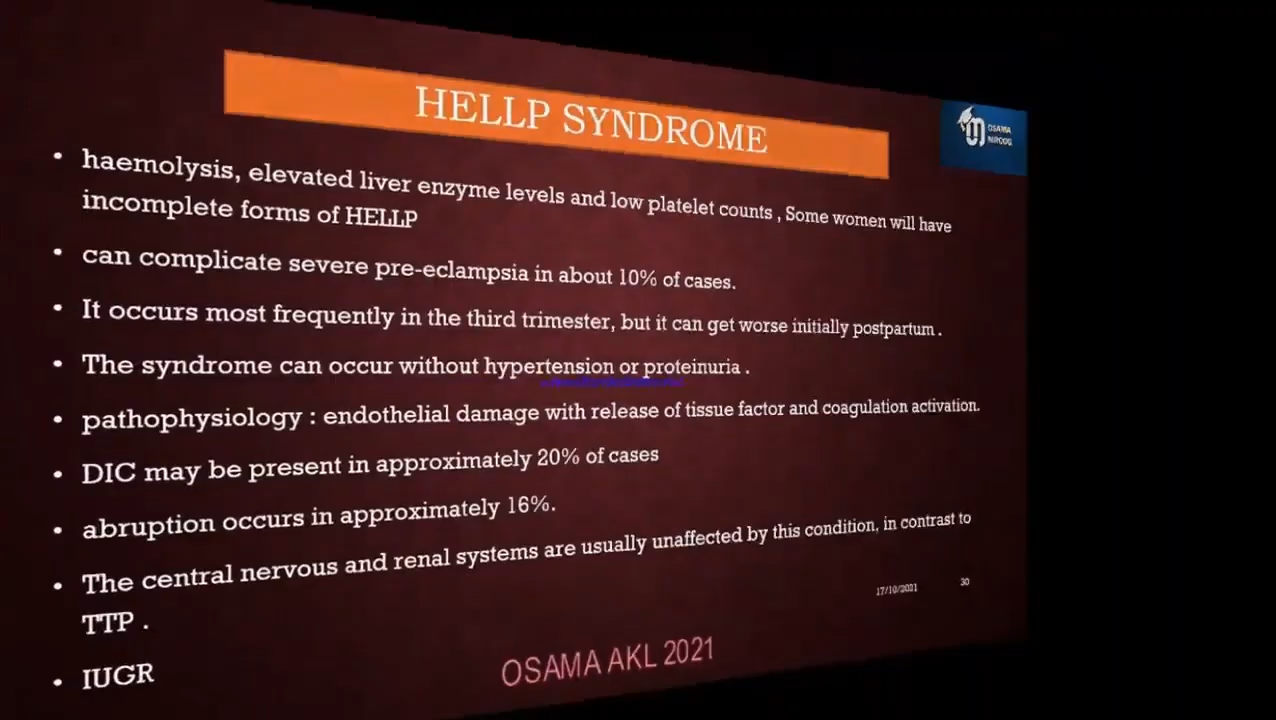 HELLP SYNDROME
OSAMA
• haemolysis, elevated liver enzyme levels and low platelet counts , Some women will have
incomplete forms of HELLP
• can complicate severe pre-eclampsia in about 10% of cases.
• It occurs most frequently in the third trimester, but it can get worse initially postpartum .
• The syndrome can occur without hypertension or proteinuria .
• pathophysiology : endothelial damage with release of tissue factor and coagulation activation.
• DIC may be present in approximately 20% of cases
• abruption occurs in approximately 16%.
• The central nervous and renal systems are usually unaffected by this condition, in contrast to
TTP .
• IUGR
17/10/2021
30
OSAMA AKL 2021